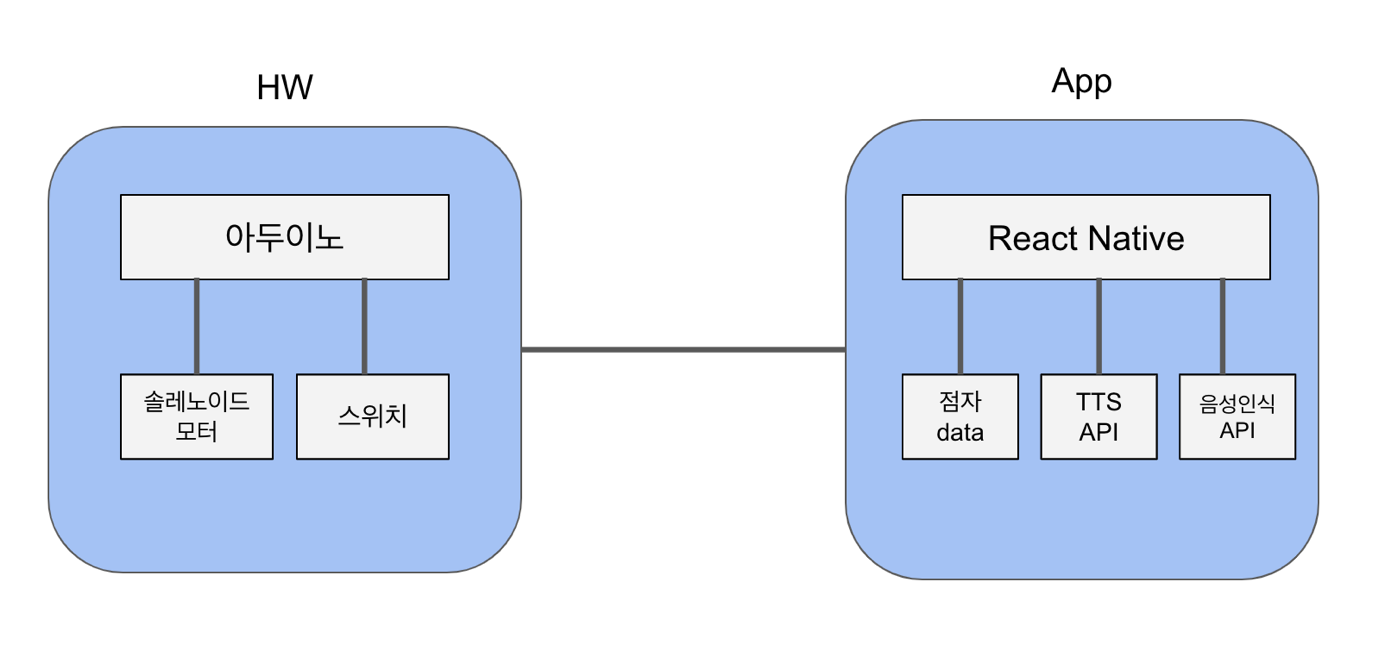 HW
아두이노
솔레노이드
모터
스위치
App
React Native
점자
data
TTS
API
음성인식
API